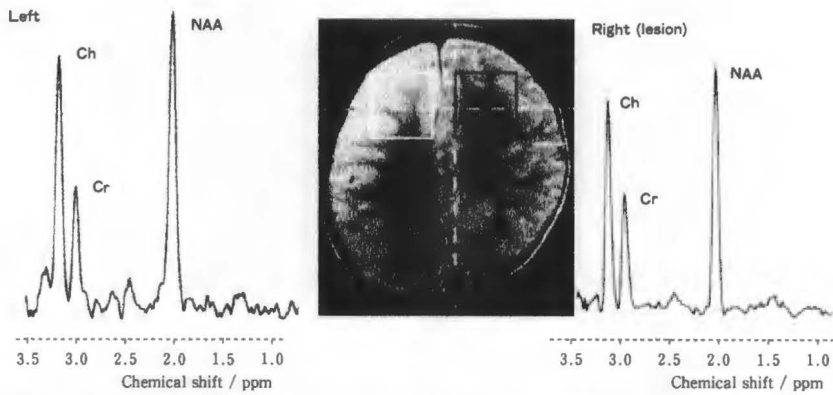 Left
NAA
Ch
Cr
3.5 3.0 2.5 2.0 1.5 1.0
Chemical shift / ppm
Right (lesion)
NAA
Ch
Cr
3.5 3.0 2.5 2.0 1.5 1.0
Chemical shift / ppm